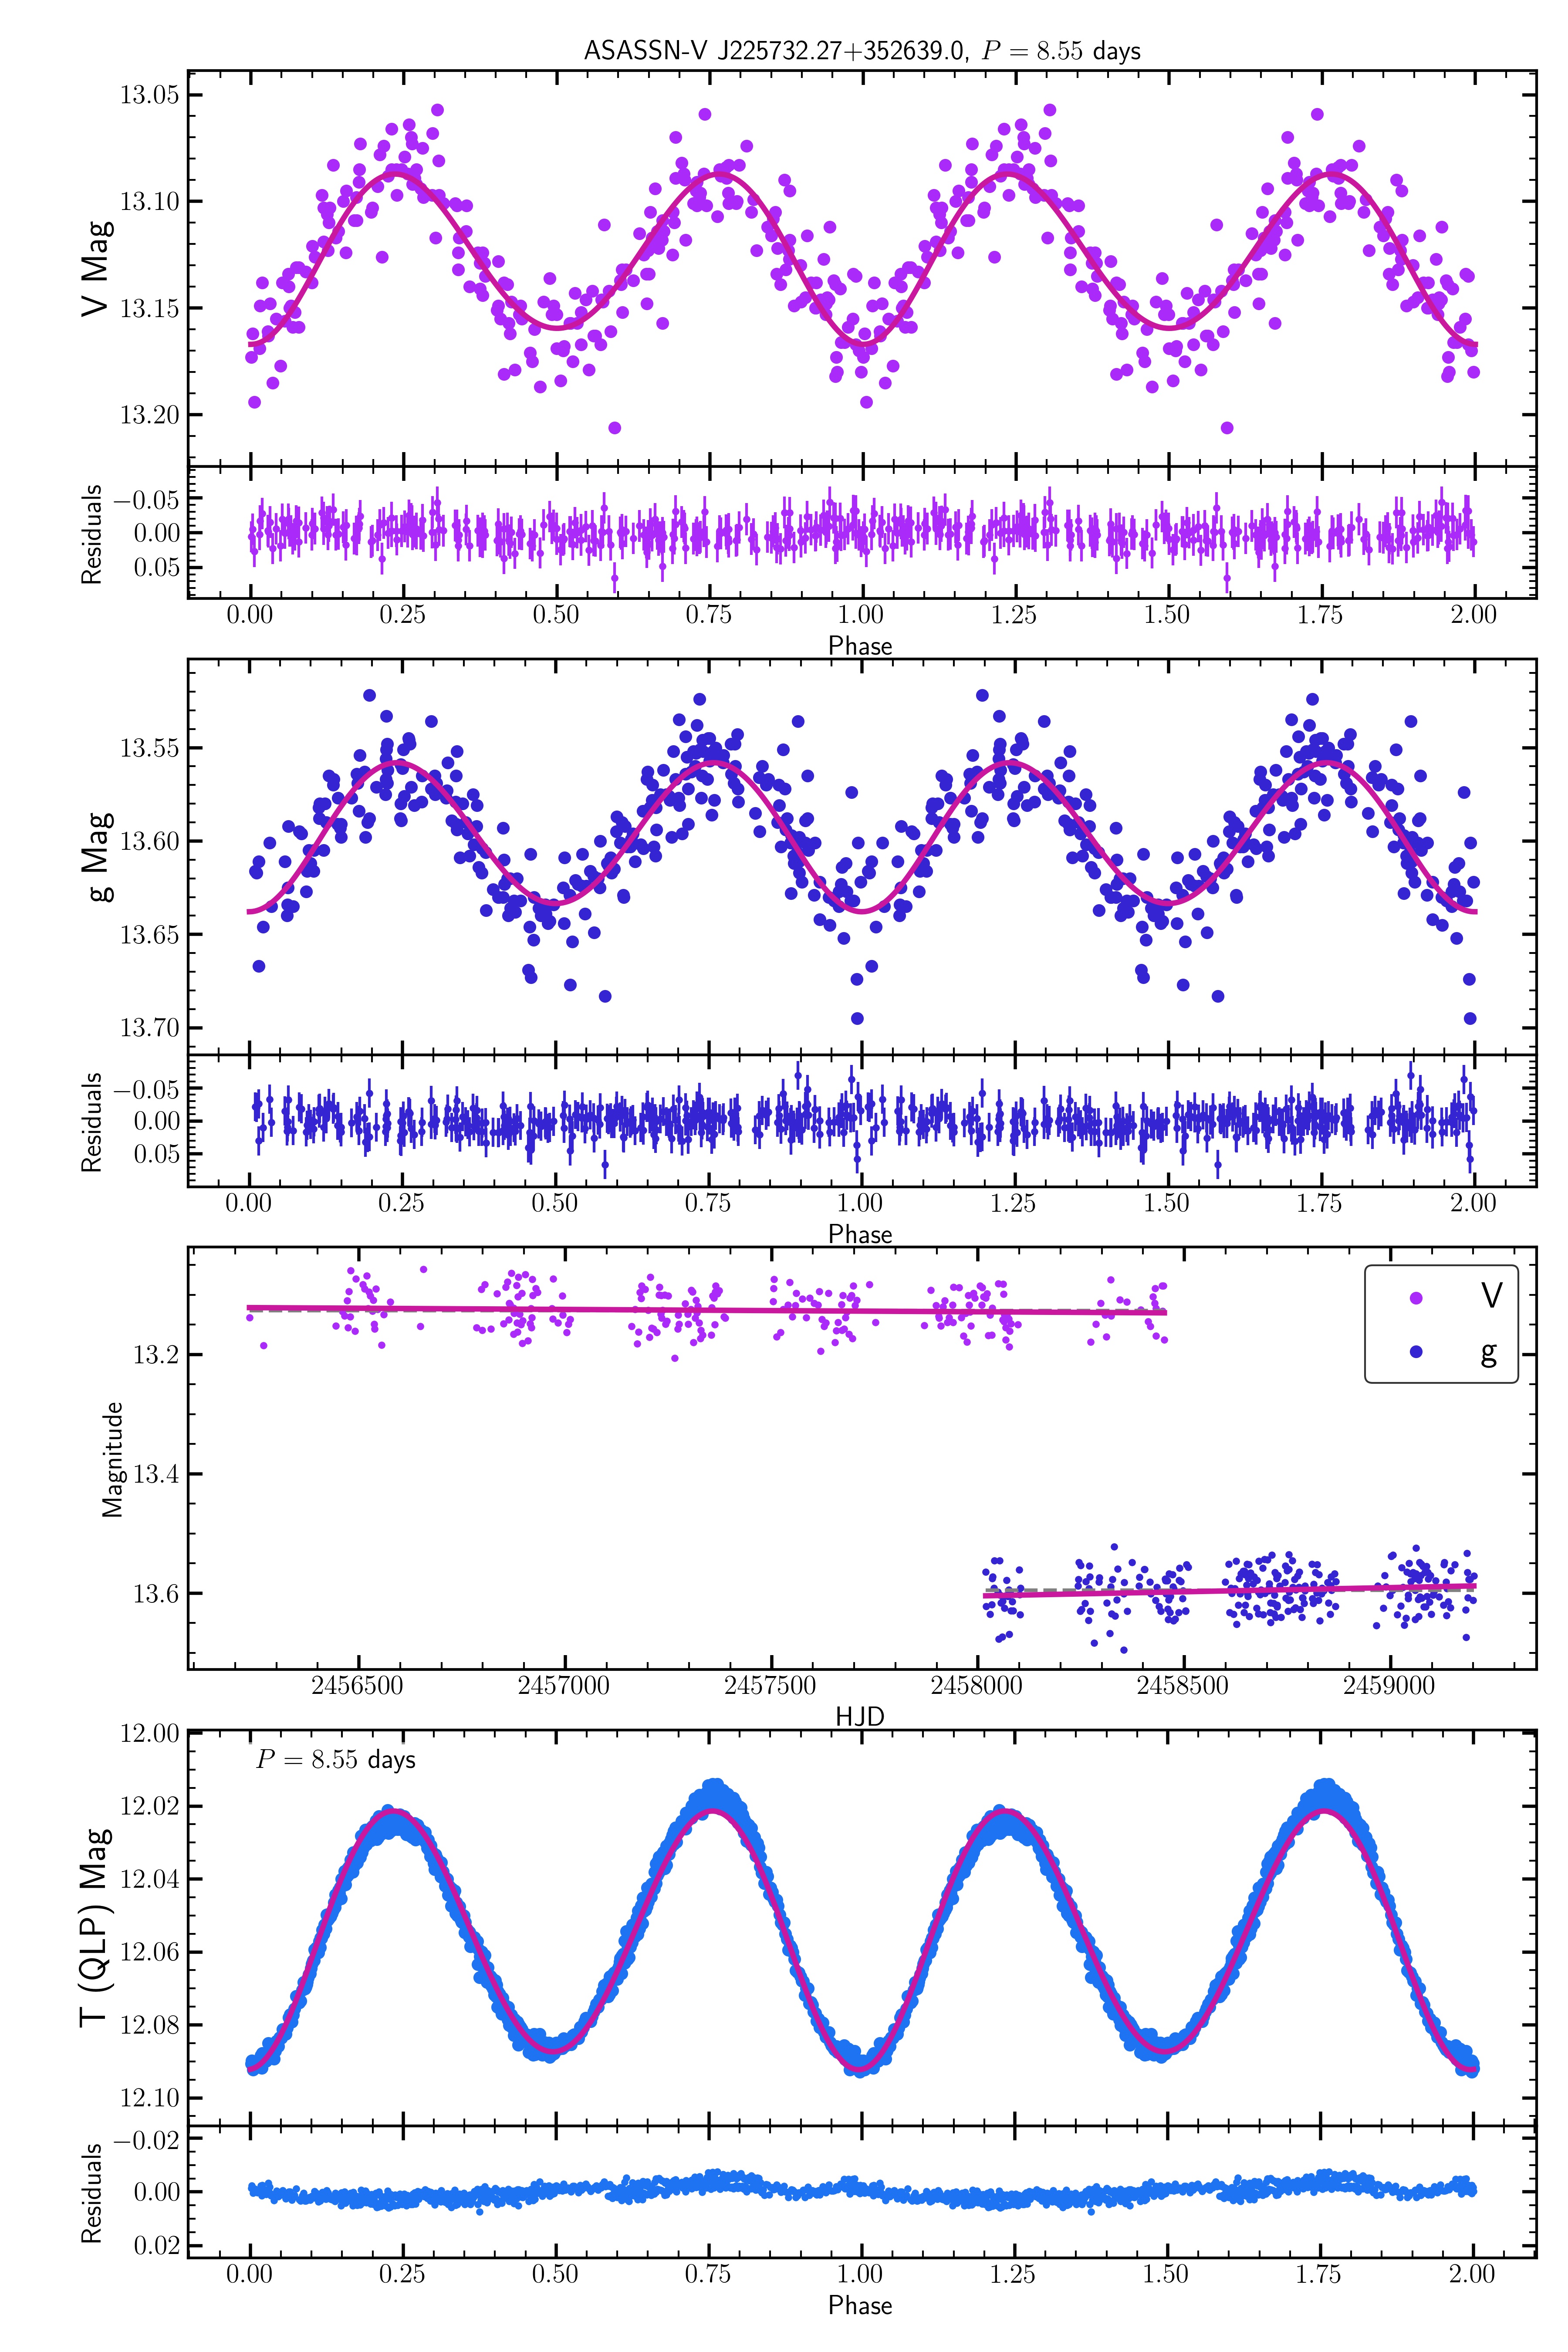 ASASSN-V J225732.27+352639.0, P = 8.55 days
V Mag
13.05
13.10
13.15
13.20
Residuals
−0.05
0.00
0.05
0.00 0.25 0.50 0.75 1.00 1.25 1.50 1.75 2.00
Phase
g Mag
13.55
13.60
13.65
13.70
Residuals
−0.05
0.00
0.05
0.00 0.25 0.50 0.75 1.00 1.25 1.50 1.75 2.00
Phase
Magnitude
13.2
13.4
13.6
V
g
2456500 2457000 2457500 2458000 2458500 2459000
HJD
T (QLP) Mag
12.00
12.02
12.04
12.06
12.08
12.10
P = 8.55 days
Residuals
−0.02
0.00
0.02
0.00 0.25 0.50 0.75 1.00 1.25 1.50 1.75 2.00
Phase